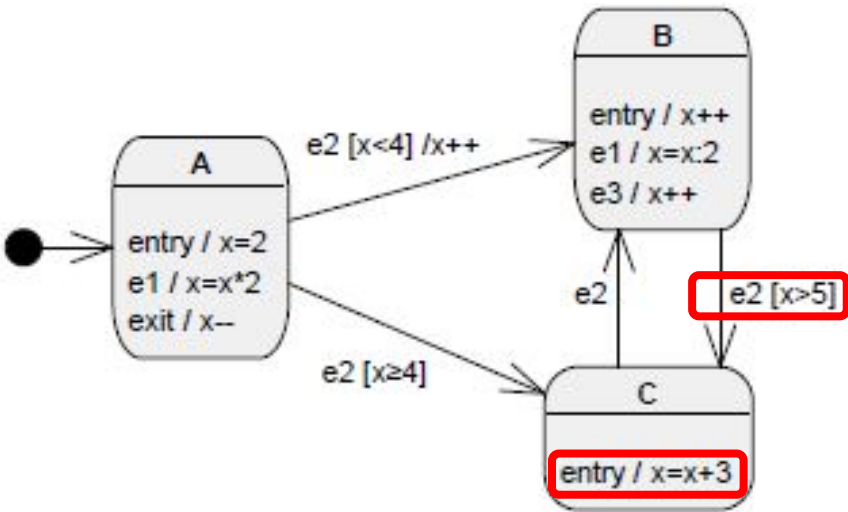 B
entry / x++
e1 / x=x:2
e3 / x++
e2 [x<4] /x++
A
entry / x=2
e1 / x=x*2
exit / x--
e2
e2 [x>5]
e2 [x≥4]
C
entry / x=x+3